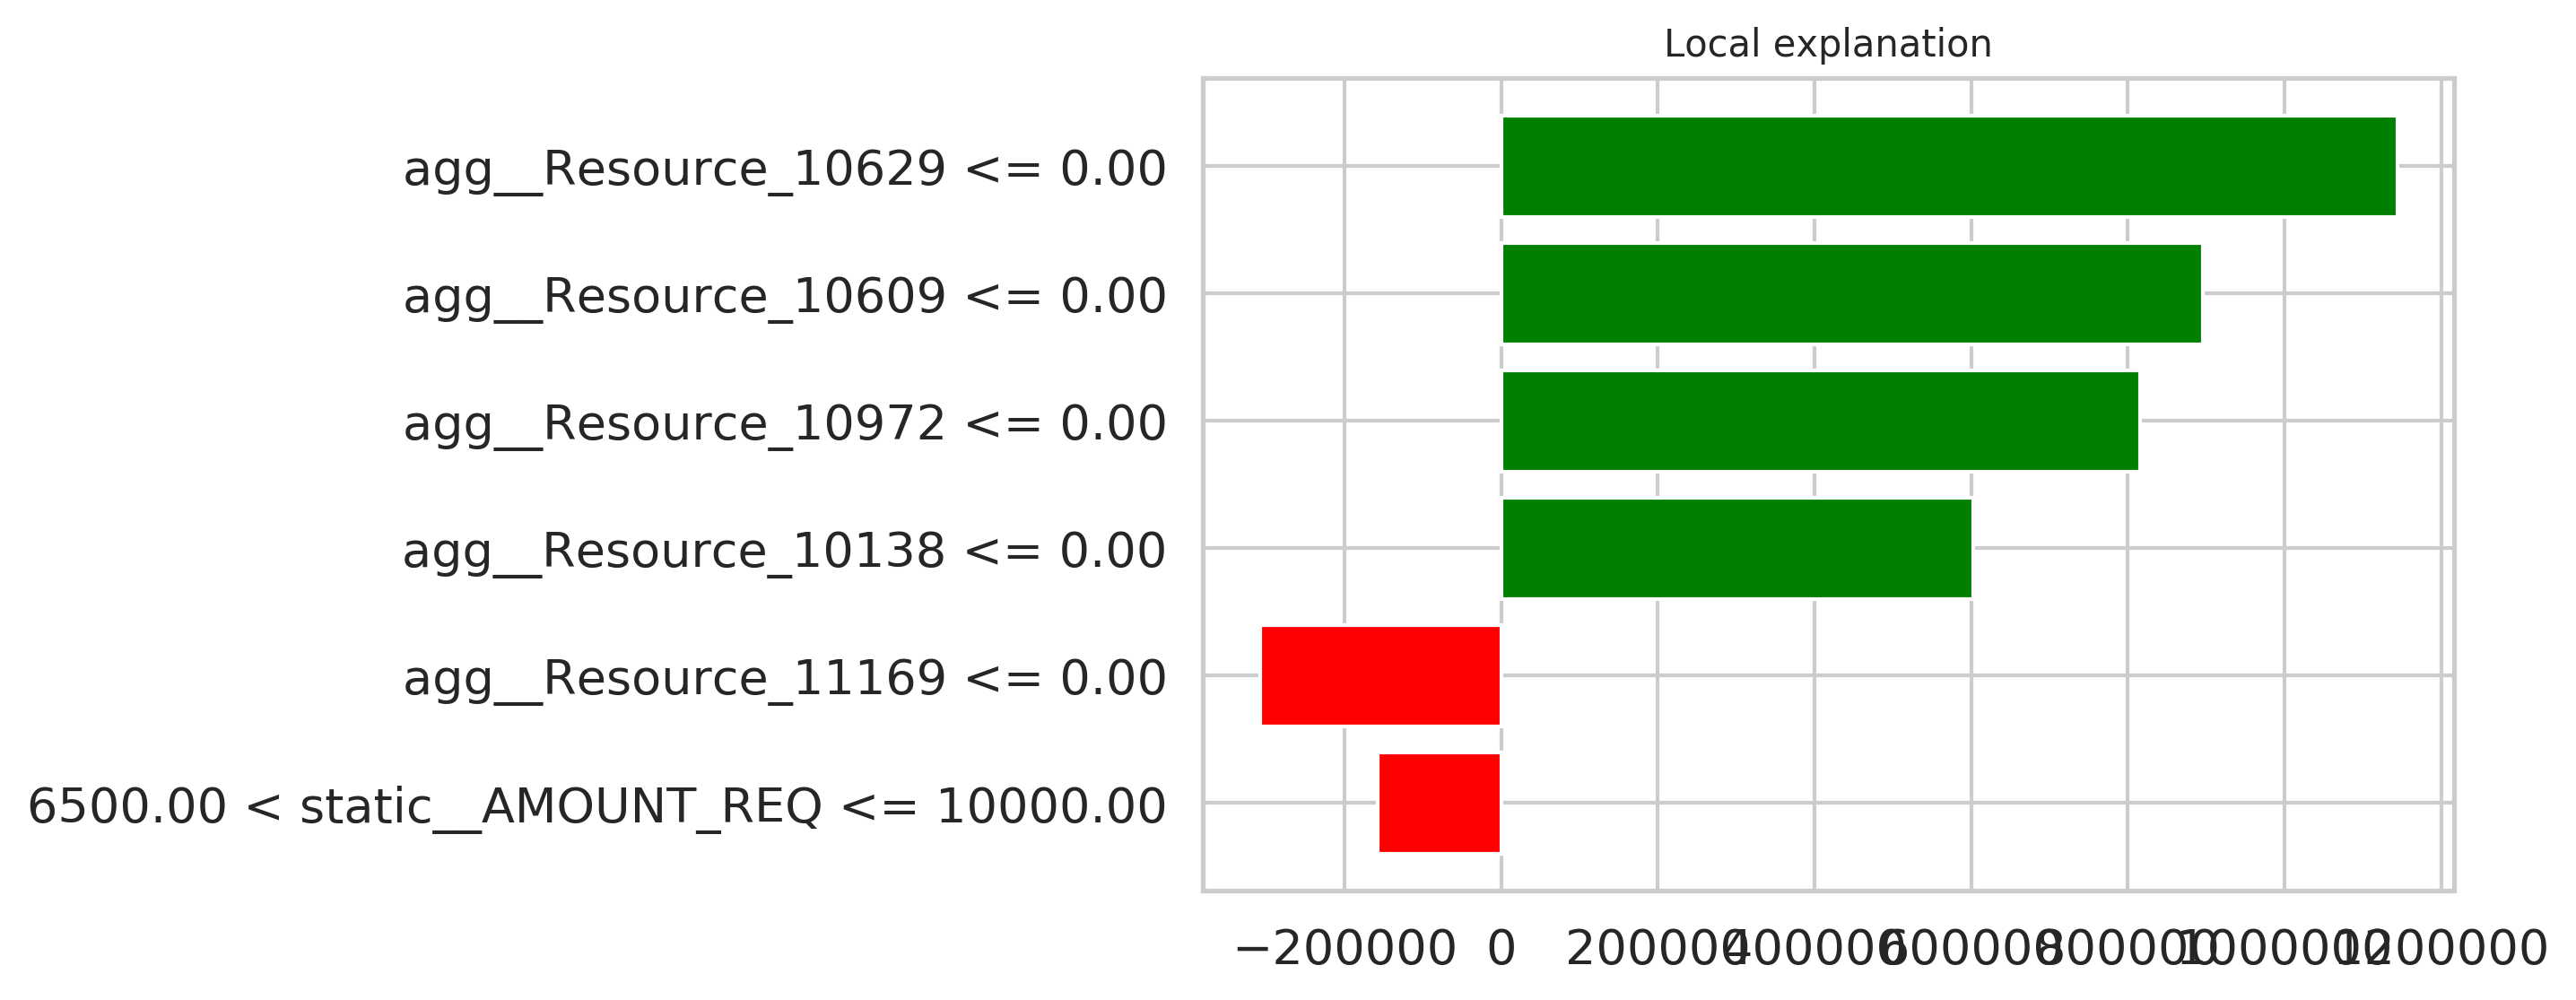 Local explanation
agg__Resource_10629 <= 0.00
agg__Resource_10609 <= 0.00
agg__Resource_10972 <= 0.00
agg__Resource_10138 <= 0.00
agg__Resource_11169 <= 0.00
6500.00 < static__AMOUNT_REQ <= 10000.00
−200000 0 200000 400000 600000 800000 1000000 1200000